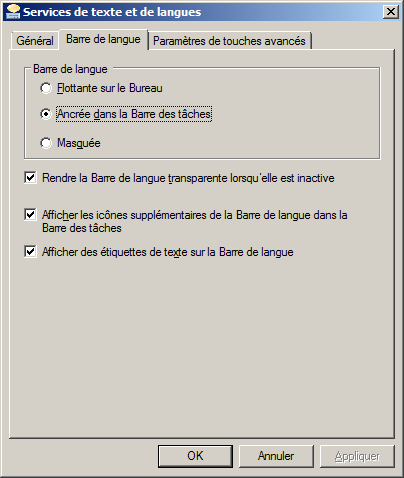 Services de texte et de langues
Général Barre de langue Paramètres de touches avancés
Barre de langue
Flottante sur le Bureau
Ancrée dans la Barre des tâches
Masquée
Rendre la Barre de langue transparente lorsqu'elle est inactive
Afficher les icônes supplémentaires de la Barre de langue dans la
Barre des tâches
Afficher des étiquettes de texte sur la Barre de langue
OK Annuler Appliquer